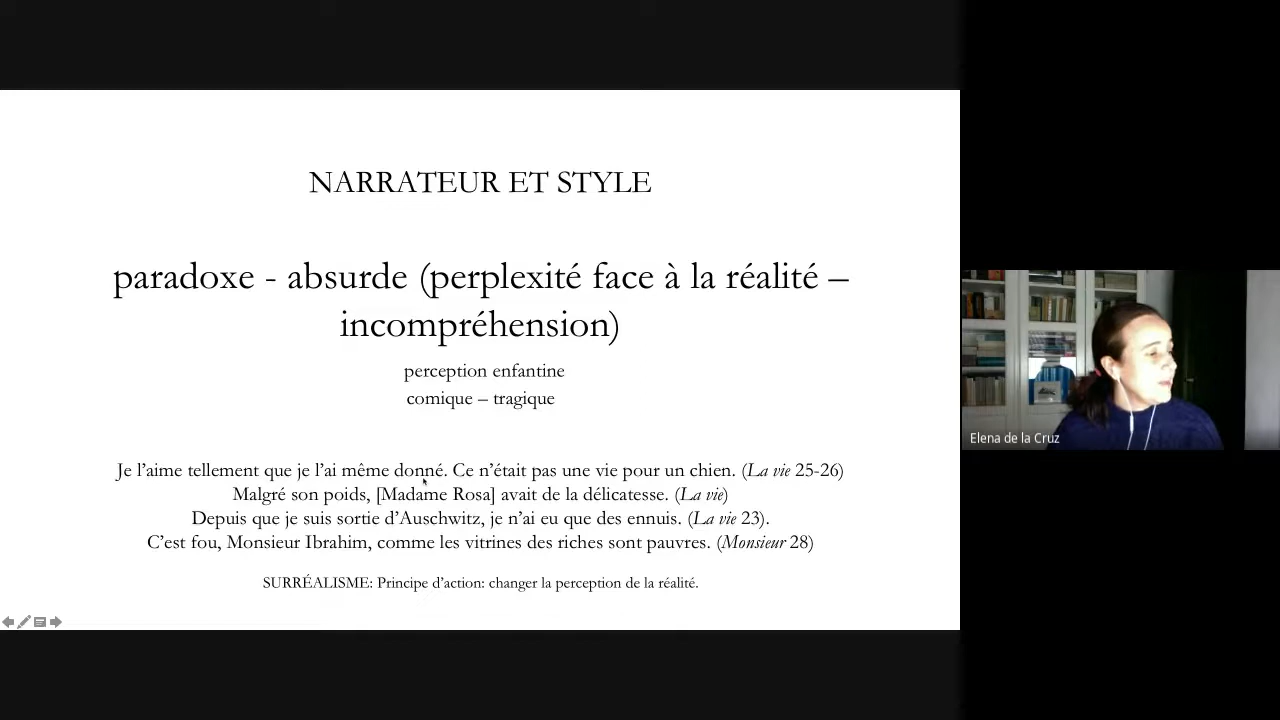 NARRATEUR ET STYLE
paradoxe - absurde (perplexité face à la réalité –
incompréhension)
perception enfantine
comique – tragique
Je l’aime tellement que je l’ai même donné. Ce n’était pas une vie pour un chien. (La vie 25-26)
Malgré son poids, [Madame Rosa] avait de la délicatesse. (La vie)
Depuis que je suis sortie d’Auschwitz, je n’ai eu que des ennuis. (La vie 23).
C’est fou, Monsieur Ibrahim, comme les vitrines des riches sont pauvres. (Monsieur 28)
SURRÉALISME: Principe d’action: changer la perception de la réalité.
Elena de la Cruz